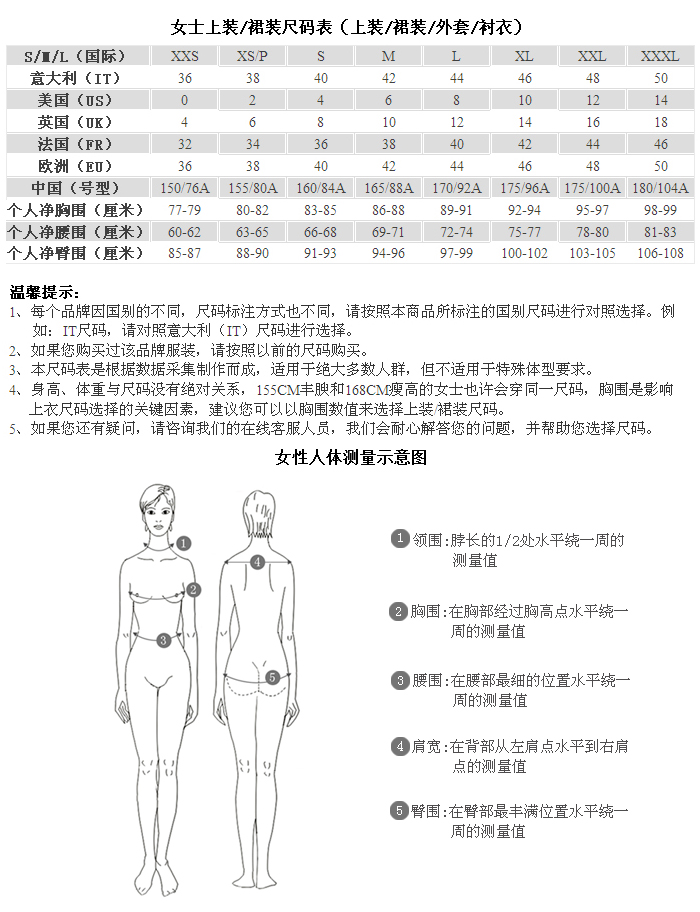 女士上装/裙装尺码表（上装/裙装/外套/衬衣）
S/M/L（国际） XXS XS/P S M L XL XXL XXXL
意大利（IT） 36 38 40 42 44 46 48 50
美国（US） 0 2 4 6 8 10 12 14
英国（UK） 4 6 8 10 12 14 16 18
法国（FR） 32 34 36 38 40 42 44 46
欧洲（EU） 36 38 40 42 44 46 48 50
中国（号型） 150/76A 155/80A 160/84A 165/88A 170/92A 175/96A 175/100A 180/104A
个人净胸围（厘米） 77-79 80-82 83-85 86-88 89-91 92-94 95-97 98-99
个人净腰围（厘米） 60-62 63-65 66-68 69-71 72-74 75-77 78-80 81-83
个人净臀围（厘米） 85-87 88-90 91-93 94-96 97-99 100-102 103-105 106-108
温馨提示：
1、每个品牌因国别的不同，尺码标注方式也不同，请按照本商品所标注的国别尺码进行对照选择。例
如：IT尺码，请对照意大利（IT）尺码进行选择。
2、如果您购买过该品牌服装，请按照以前的尺码购买。
3、本尺码表是根据数据采集制作而成，适用于绝大多数人群，但不适用于特殊体型要求。
4、身高、体重与尺码没有绝对关系，155CM丰腴和168CM瘦高的女士也许会穿同一尺码，胸围是影响
上衣尺码选择的关键因素，建议您可以以胸围数值来选择上装/裙装尺码。
5、如果您还有疑问，请咨询我们的在线客服人员，我们会耐心解答您的问题，并帮助您选择尺码。
女性人体测量示意图
1
2
3
4
5
1 领围:脖长的1/2处水平绕一周的
测量值
2 胸围:在胸部经过胸高点水平绕一
周的测量值
3 腰围:在腰部最细的位置水平绕一
周的测量值
4 肩宽:在背部从左肩点水平到右肩
点的测量值
5 臀围:在臀部最丰满位置水平绕一
周的测量值